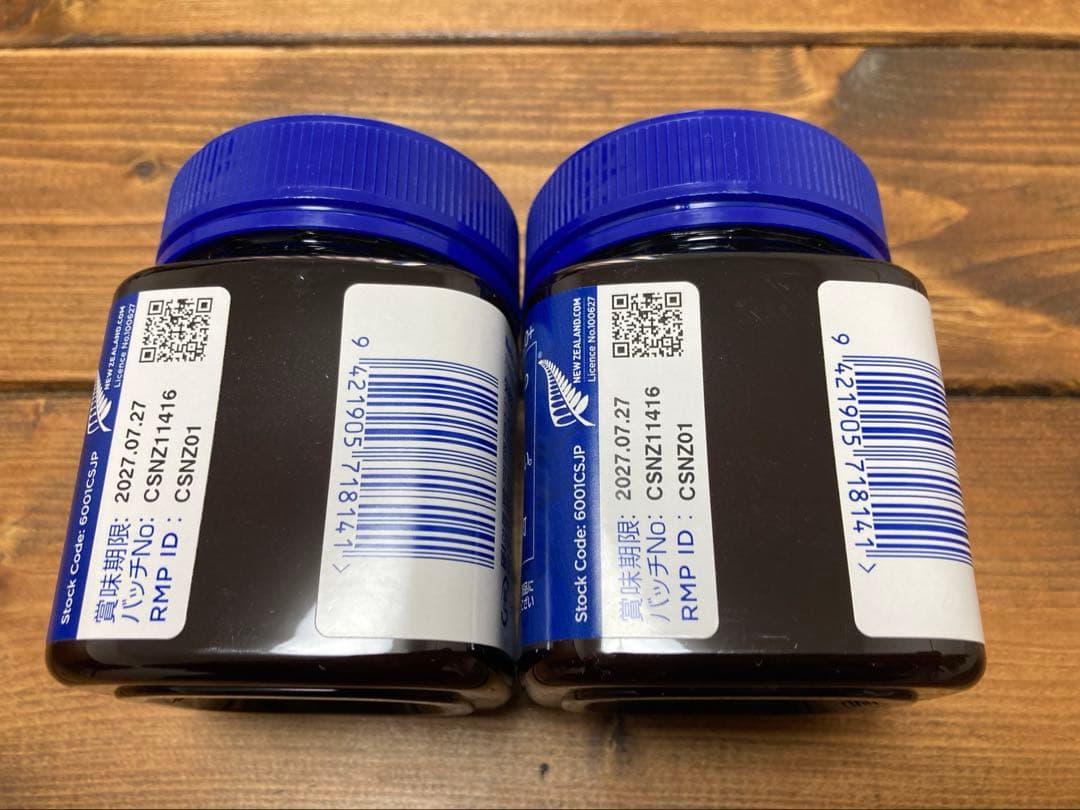 Stock Code: 6001CSJP
NEW ZEALAND.COM
Licence No.100627
賞味期限: 2027.07.27
バッチNo: CSNZ11416
RMP ID : CSNZ01
9 421905 718141 >
Stock Code: 6001CSJP
NEW ZEALAND.COM
Licence No.100627
賞味期限: 2027.07.27
バッチNo: CSNZ11416
RMP ID : CSNZ01
9 421905 718141 >